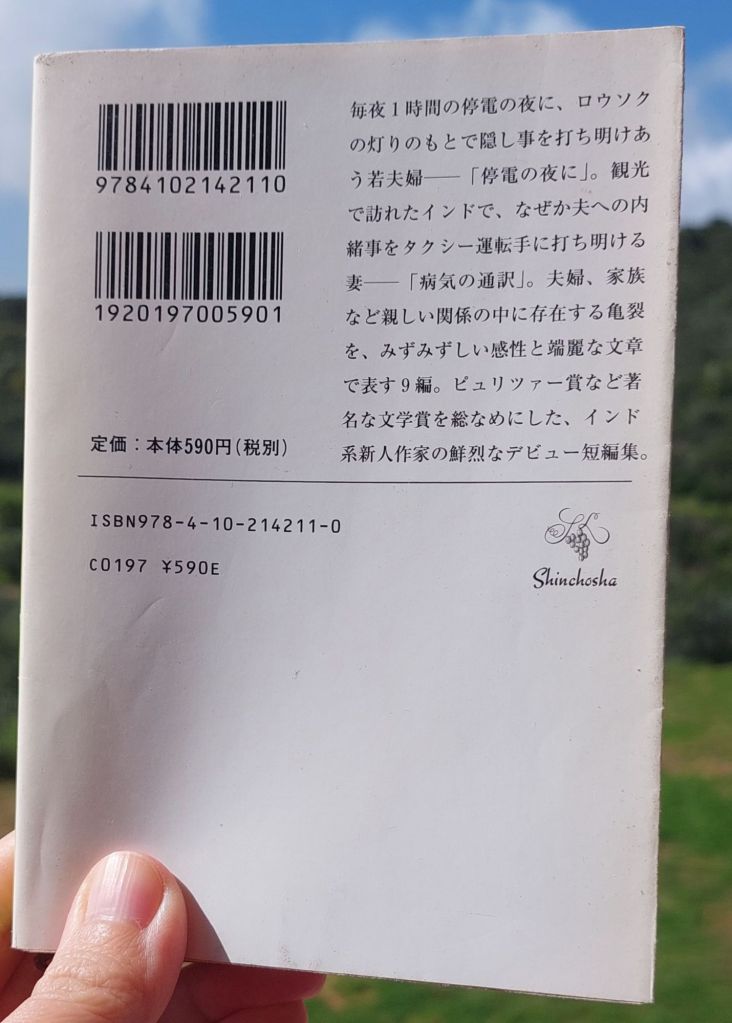 9784102142110
1920197005901
定価：本体590円(税別)
毎夜１時間の停電の夜に、ロウソク
の灯りのもとで隠し事を打ち明けあ
う若夫婦――「停電の夜に」。観光
で訪れたインドで、なぜか夫への内
緒事をタクシー運転手に打ち明ける
妻――「病気の通訳」。夫婦、家族
など親しい関係の中に存在する亀裂
を、みずみずしい感性と端麗な文章
で表す９編。ピュリツァー賞など著
名な文学賞を総なめにした、インド
系新人作家の鮮烈なデビュー短編集。
ISBN978-4-10-214211-0
C0197 ¥590E
Shinchosha